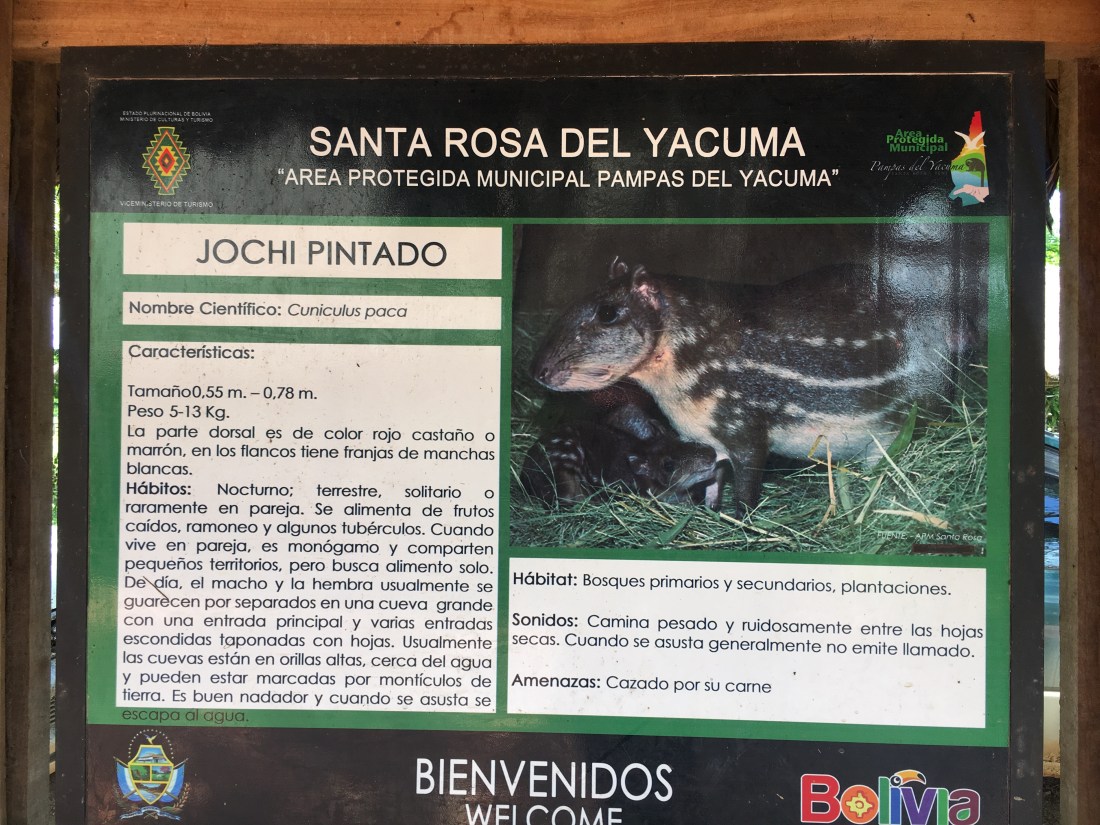 ESTADO PLURINACIONAL DE BOLIVIA
MINISTERIO DE CULTURAS Y TURISMO
VICEMINISTERIO DE TURISMO
SANTA ROSA DEL YACUMA
“AREA PROTEGIDA MUNICIPAL PAMPAS DEL YACUMA”
Area
Protegida
Municipal
Pampas del Yacuma
JOCHI PINTADO
Nombre Científico: Cuniculus paca
Características:
Tamaño0,55 m. – 0,78 m.
Peso 5-13 Kg.
La parte dorsal es de color rojo castaño o
marrón, en los flancos tiene franjas de manchas
blancas.
Hábitos: Nocturno; terrestre, solitario o
raramente en pareja. Se alimenta de frutos
caídos, ramoneo y algunos tubérculos. Cuando
vive en pareja, es monógamo y comparten
pequeños territorios, pero busca alimento solo.
De día, el macho y la hembra usualmente se
guarecen por separados en una cueva grande
con una entrada principal y varias entradas
escondidas taponadas con hojas. Usualmente
las cuevas están en orillas altas, cerca del agua
y pueden estar marcadas por montículos de
tierra. Es buen nadador y cuando se asusta se
escapa al agua.
FUENTE - APM Santa Rosa
Hábitat: Bosques primarios y secundarios, plantaciones.
Sonidos: Camina pesado y ruidosamente entre las hojas
secas. Cuando se asusta generalmente no emite llamado.
Amenazas: Cazado por su carne
BIENVENIDOS
WELCOME
Bolivia